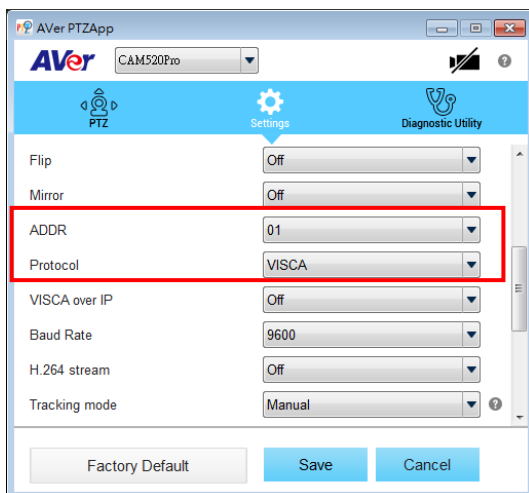 AVer PTZApp
AVer CAM520Pro ?
PTZ Settings Diagnostic Utility
Flip Off
Mirror Off
ADDR 01
Protocol VISCA
VISCA over IP Off
Baud Rate 9600
H.264 stream Off
Tracking mode Manual ?
Factory Default Save Cancel